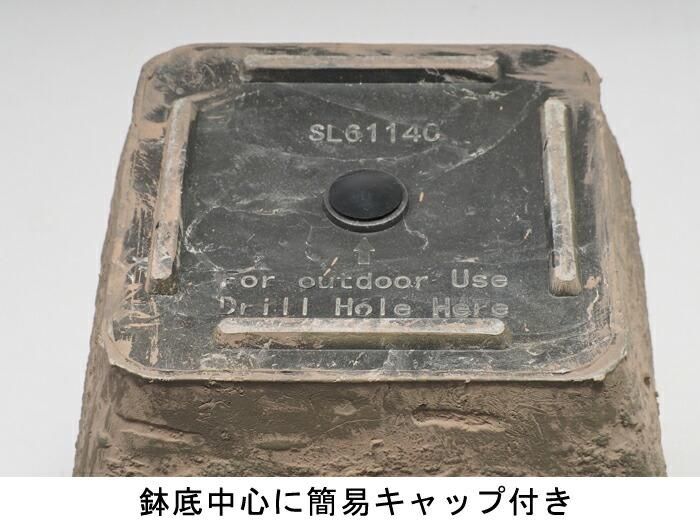 SL6114C
↑
For outdoor Use
Drill Hole Here
鉢底中心に簡易キャップ付き